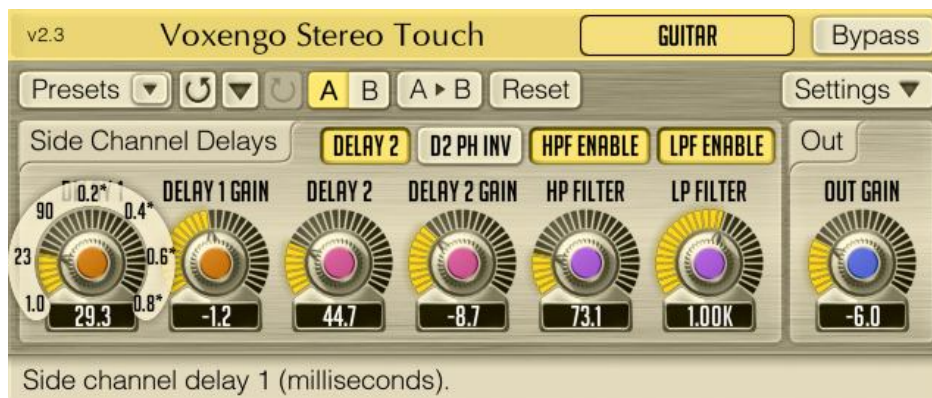 v2.3 Voxengo Stereo Touch GUITAR Bypass
Presets A B A ▸ B Reset Settings
Side Channel Delays DELAY 2 D2 PH INV HPF ENABLE LPF ENABLE Out
DELAY 1 GAIN DELAY 2 DELAY 2 GAIN HP FILTER LP FILTER OUT GAIN
0.2*
90 0.4*
23 0.6*
1.0 0.8*
29.3 -1.2 44.7 -8.7 73.1 1.00K -6.0
Side channel delay 1 (milliseconds).